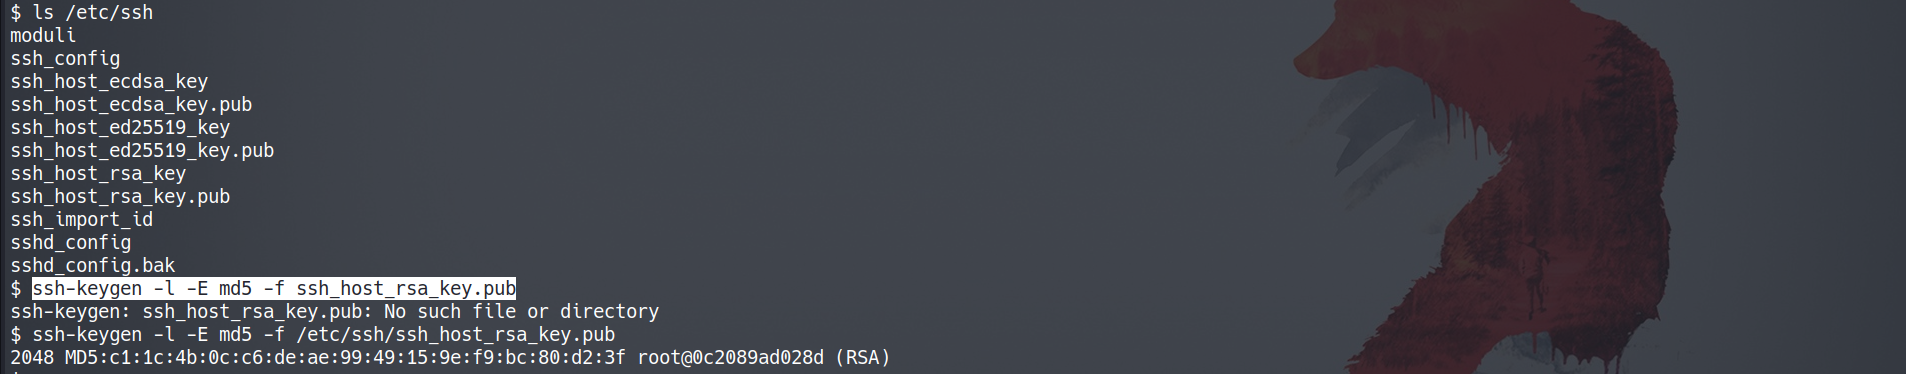 $ ls /etc/ssh
moduli
ssh_config
ssh_host_ecdsa_key
ssh_host_ecdsa_key.pub
ssh_host_ed25519_key
ssh_host_ed25519_key.pub
ssh_host_rsa_key
ssh_host_rsa_key.pub
ssh_import_id
sshd_config
sshd_config.bak
$ ssh-keygen -l -E md5 -f ssh_host_rsa_key.pub
ssh-keygen: ssh_host_rsa_key.pub: No such file or directory
$ ssh-keygen -l -E md5 -f /etc/ssh/ssh_host_rsa_key.pub
2048 MD5:c1:1c:4b:0c:c6:de:ae:99:49:15:9e:f9:bc:80:d2:3f root@0c2089ad028d (RSA)